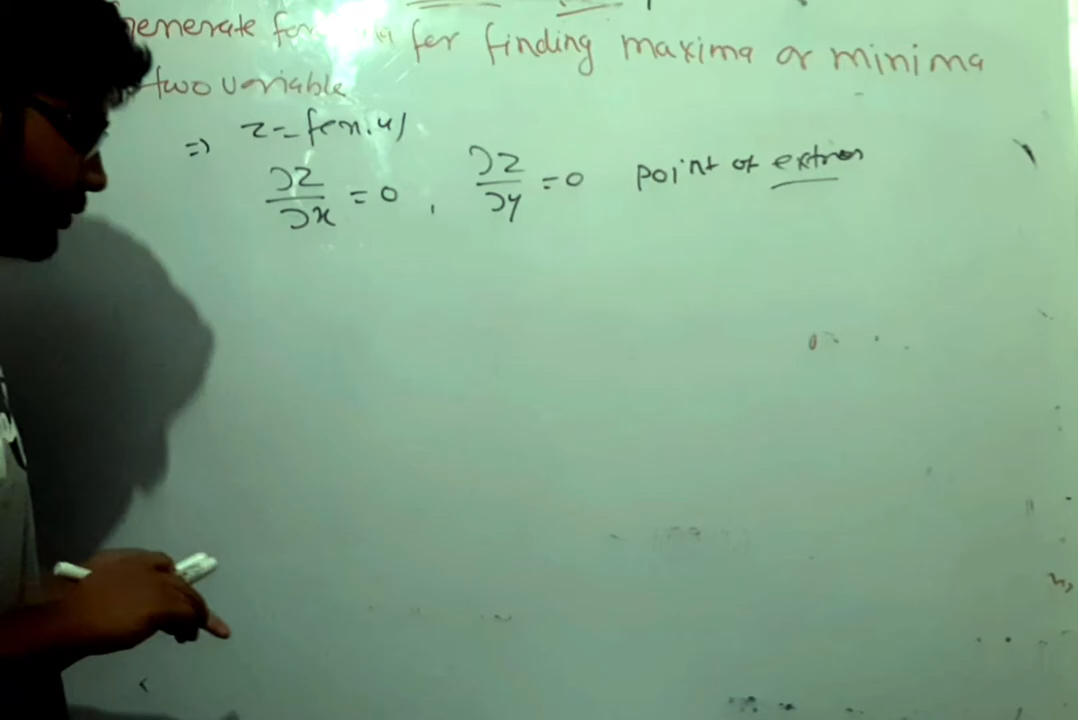 for finding maxima or minima
two variable
⇒ z = f(x,y)
∂z/∂x = 0 , ∂z/∂y = 0 point of